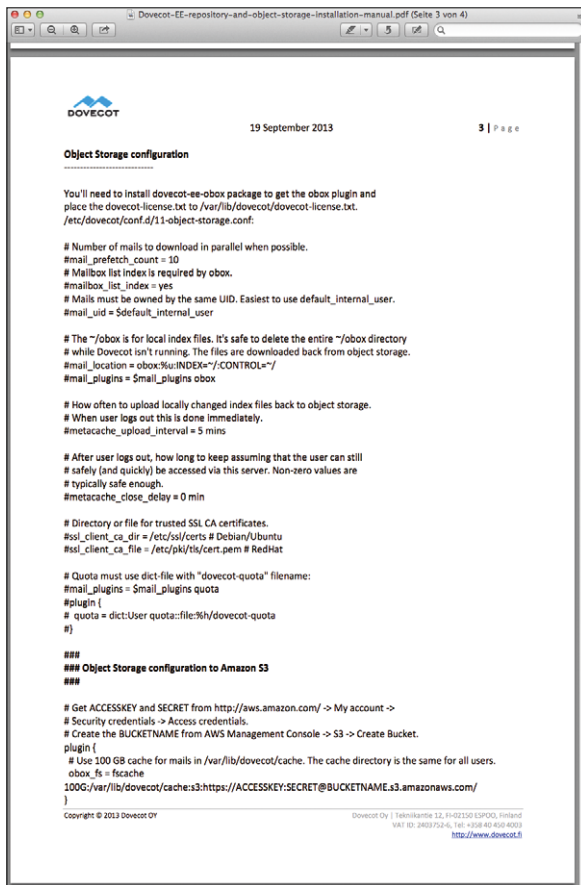 Dovecot-EE-repository-and-object-storage-installation-manual.pdf (Seite 3 von 4)
DOVECOT
19 September 2013
3 | Page
Object Storage configuration
----------------------------
You'll need to install dovecot-ee-obox package to get the obox plugin and
place the dovecot-license.txt to /var/lib/dovecot/dovecot-license.txt.
/etc/dovecot/conf.d/11-object-storage.conf:
# Number of mails to download in parallel when possible.
#mail_prefetch_count = 10
# Mailbox list index is required by obox.
#mailbox_list_index = yes
# Mails must be owned by the same UID. Easiest to use default_internal_user.
#mail_uid = $default_internal_user
# The ~/obox is for local index files. It's safe to delete the entire ~/obox directory
# while Dovecot isn't running. The files are downloaded back from object storage.
#mail_location = obox:%u:INDEX=~/:CONTROL=~/
#mail_plugins = $mail_plugins obox
# How often to upload locally changed index files back to object storage.
# When user logs out this is done immediately.
#metacache_upload_interval = 5 mins
# After user logs out, how long to keep assuming that the user can still
# safely (and quickly) be accessed via this server. Non-zero values are
# typically safe enough.
#metacache_close_delay = 0 min
# Directory or file for trusted SSL CA certificates.
#ssl_client_ca_dir = /etc/ssl/certs # Debian/Ubuntu
#ssl_client_ca_file = /etc/pki/tls/cert.pem # RedHat
# Quota must use dict-file with "dovecot-quota" filename:
#mail_plugins = $mail_plugins quota
#plugin {
# quota = dict:User quota::file:%h/dovecot-quota
#}
###
### Object Storage configuration to Amazon S3
###
# Get ACCESSKEY and SECRET from http://aws.amazon.com/ -> My account ->
# Security credentials -> Access credentials.
# Create the BUCKETNAME from AWS Management Console -> S3 -> Create Bucket.
plugin {
# Use 100 GB cache for mails in /var/lib/dovecot/cache. The cache directory is the same for all users.
obox_fs = fscache
100G:/var/lib/dovecot/cache:s3:https://ACCESSKEY:SECRET@BUCKETNAME.s3.amazonaws.com/
}
Copyright © 2013 Dovecot OY
Dovecot Oy | Tekniikantie 12, FI-02150 ESPOO, Finland
VAT ID: 2403752-6, Tel: +358 40 450 4003
http://www.dovecot.fi